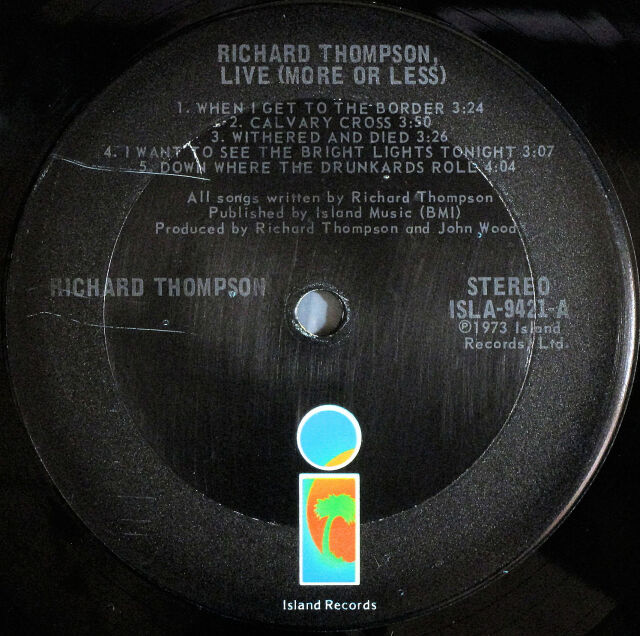 RICHARD THOMPSON,
LIVE (MORE OR LESS)
1. WHEN I GET TO THE BORDER 3:24
2. CALVARY CROSS 3:50
3. WITHERED AND DIED 3:26
4. I WANT TO SEE THE BRIGHT LIGHTS TONIGHT 3:07
5. DOWN WHERE THE DRUNKARDS ROLL 4:04
All songs written by Richard Thompson
Published by Island Music (BMI)
Produced by Richard Thompson and John Wood
RICHARD THOMPSON
STEREO
ISLA-9421-A
℗1973 Island
Records, Ltd.
Island Records